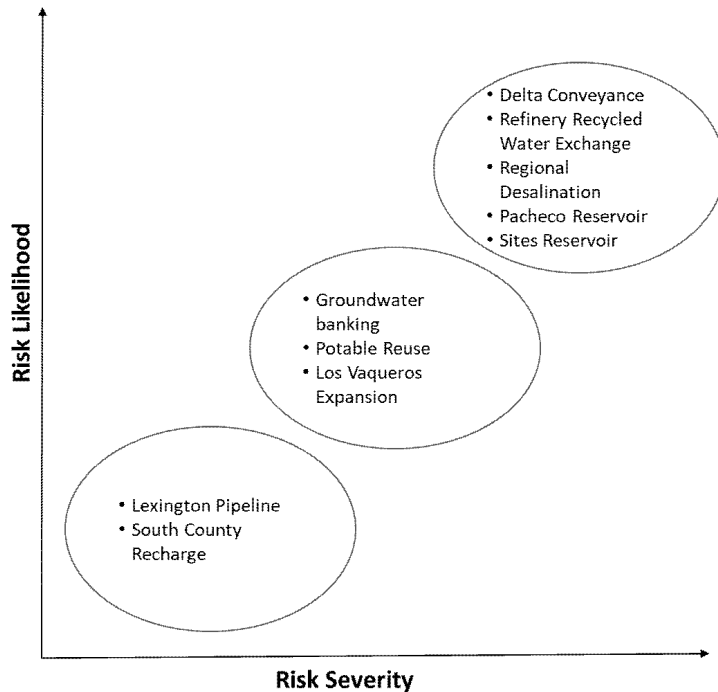 • Delta Conveyance
• Refinery Recycled
Water Exchange
• Regional
Desalination
• Pacheco Reservoir
• Sites Reservoir
• Groundwater
banking
• Potable Reuse
• Los Vaqueros
Expansion
• Lexington Pipeline
• South County
Recharge
Risk Likelihood
Risk Severity